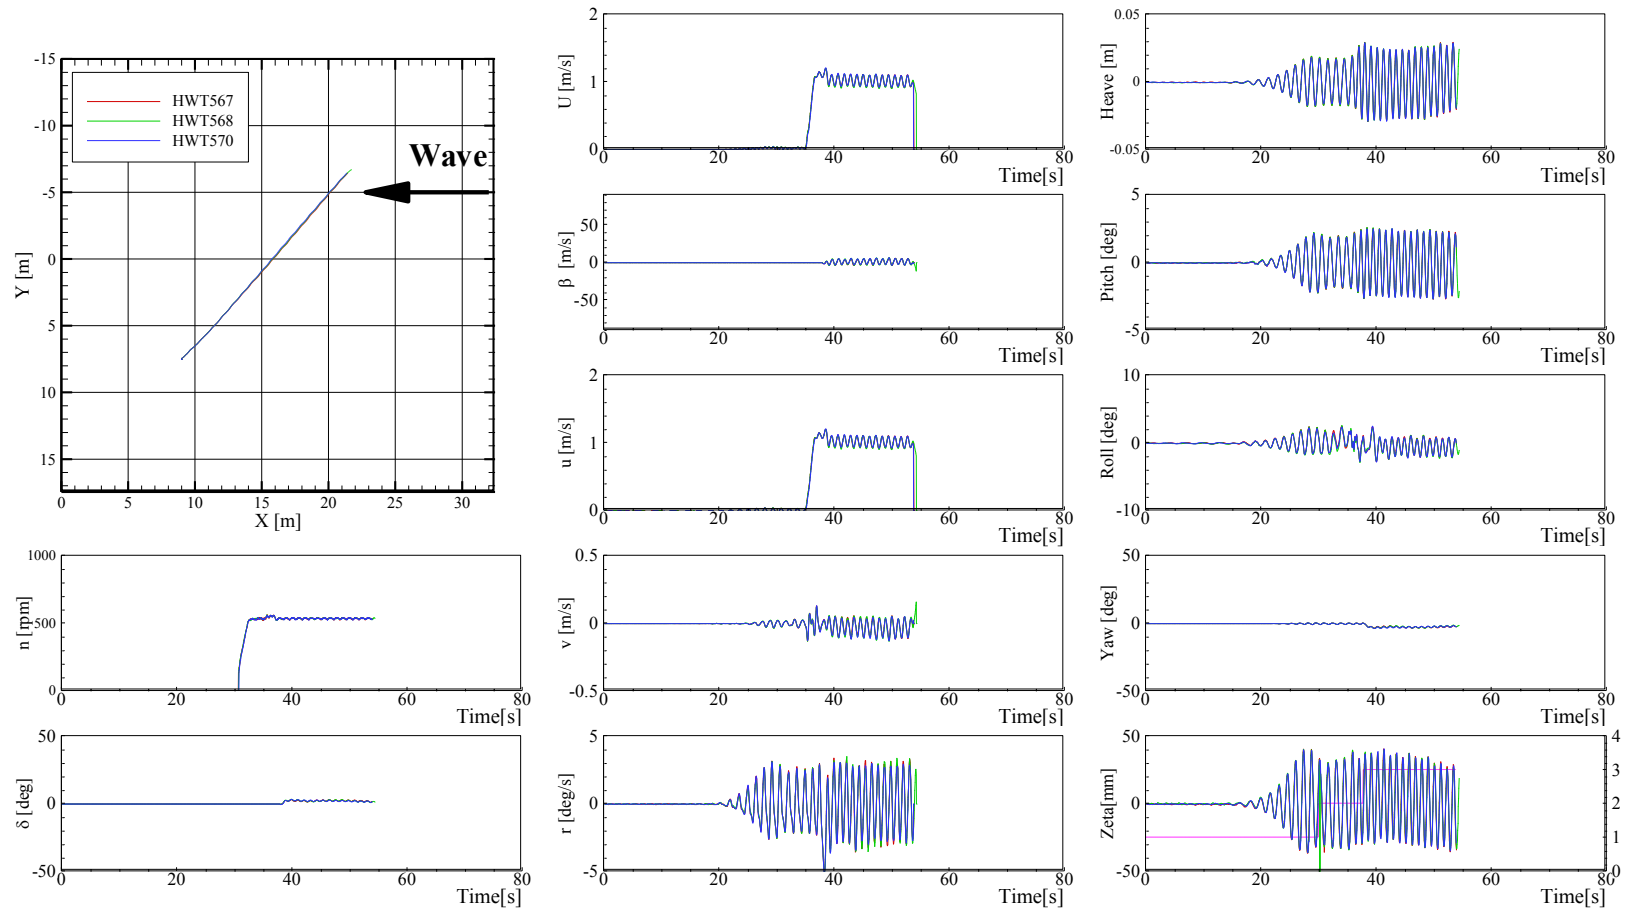 -15
-10
-5
0
5
10
15
Y [m]
0 5 10 15 20 25 30
X [m]
HWT567
HWT568
HWT570
Wave
2
1
0
U [m/s]
0 20 40 60 80
Time[s]
0.05
0
-0.05
Heave [m]
0 20 40 60 80
Time[s]
50
0
-50
β [m/s]
0 20 40 60 80
Time[s]
5
0
-5
Pitch [deg]
0 20 40 60 80
Time[s]
2
1
0
u [m/s]
0 20 40 60 80
Time[s]
10
0
-10
Roll [deg]
0 20 40 60 80
Time[s]
1000
500
0
n [rpm]
0 20 40 60 80
Time[s]
0.5
0
-0.5
v [m/s]
0 20 40 60 80
Time[s]
50
0
-50
Yaw [deg]
0 20 40 60 80
Time[s]
50
0
-50
δ [deg]
0 20 40 60 80
Time[s]
5
0
-5
r [deg/s]
0 20 40 60 80
Time[s]
50
0
-50
Zeta[mm]
4
3
2
1
0
0 20 40 60 80
Time[s]